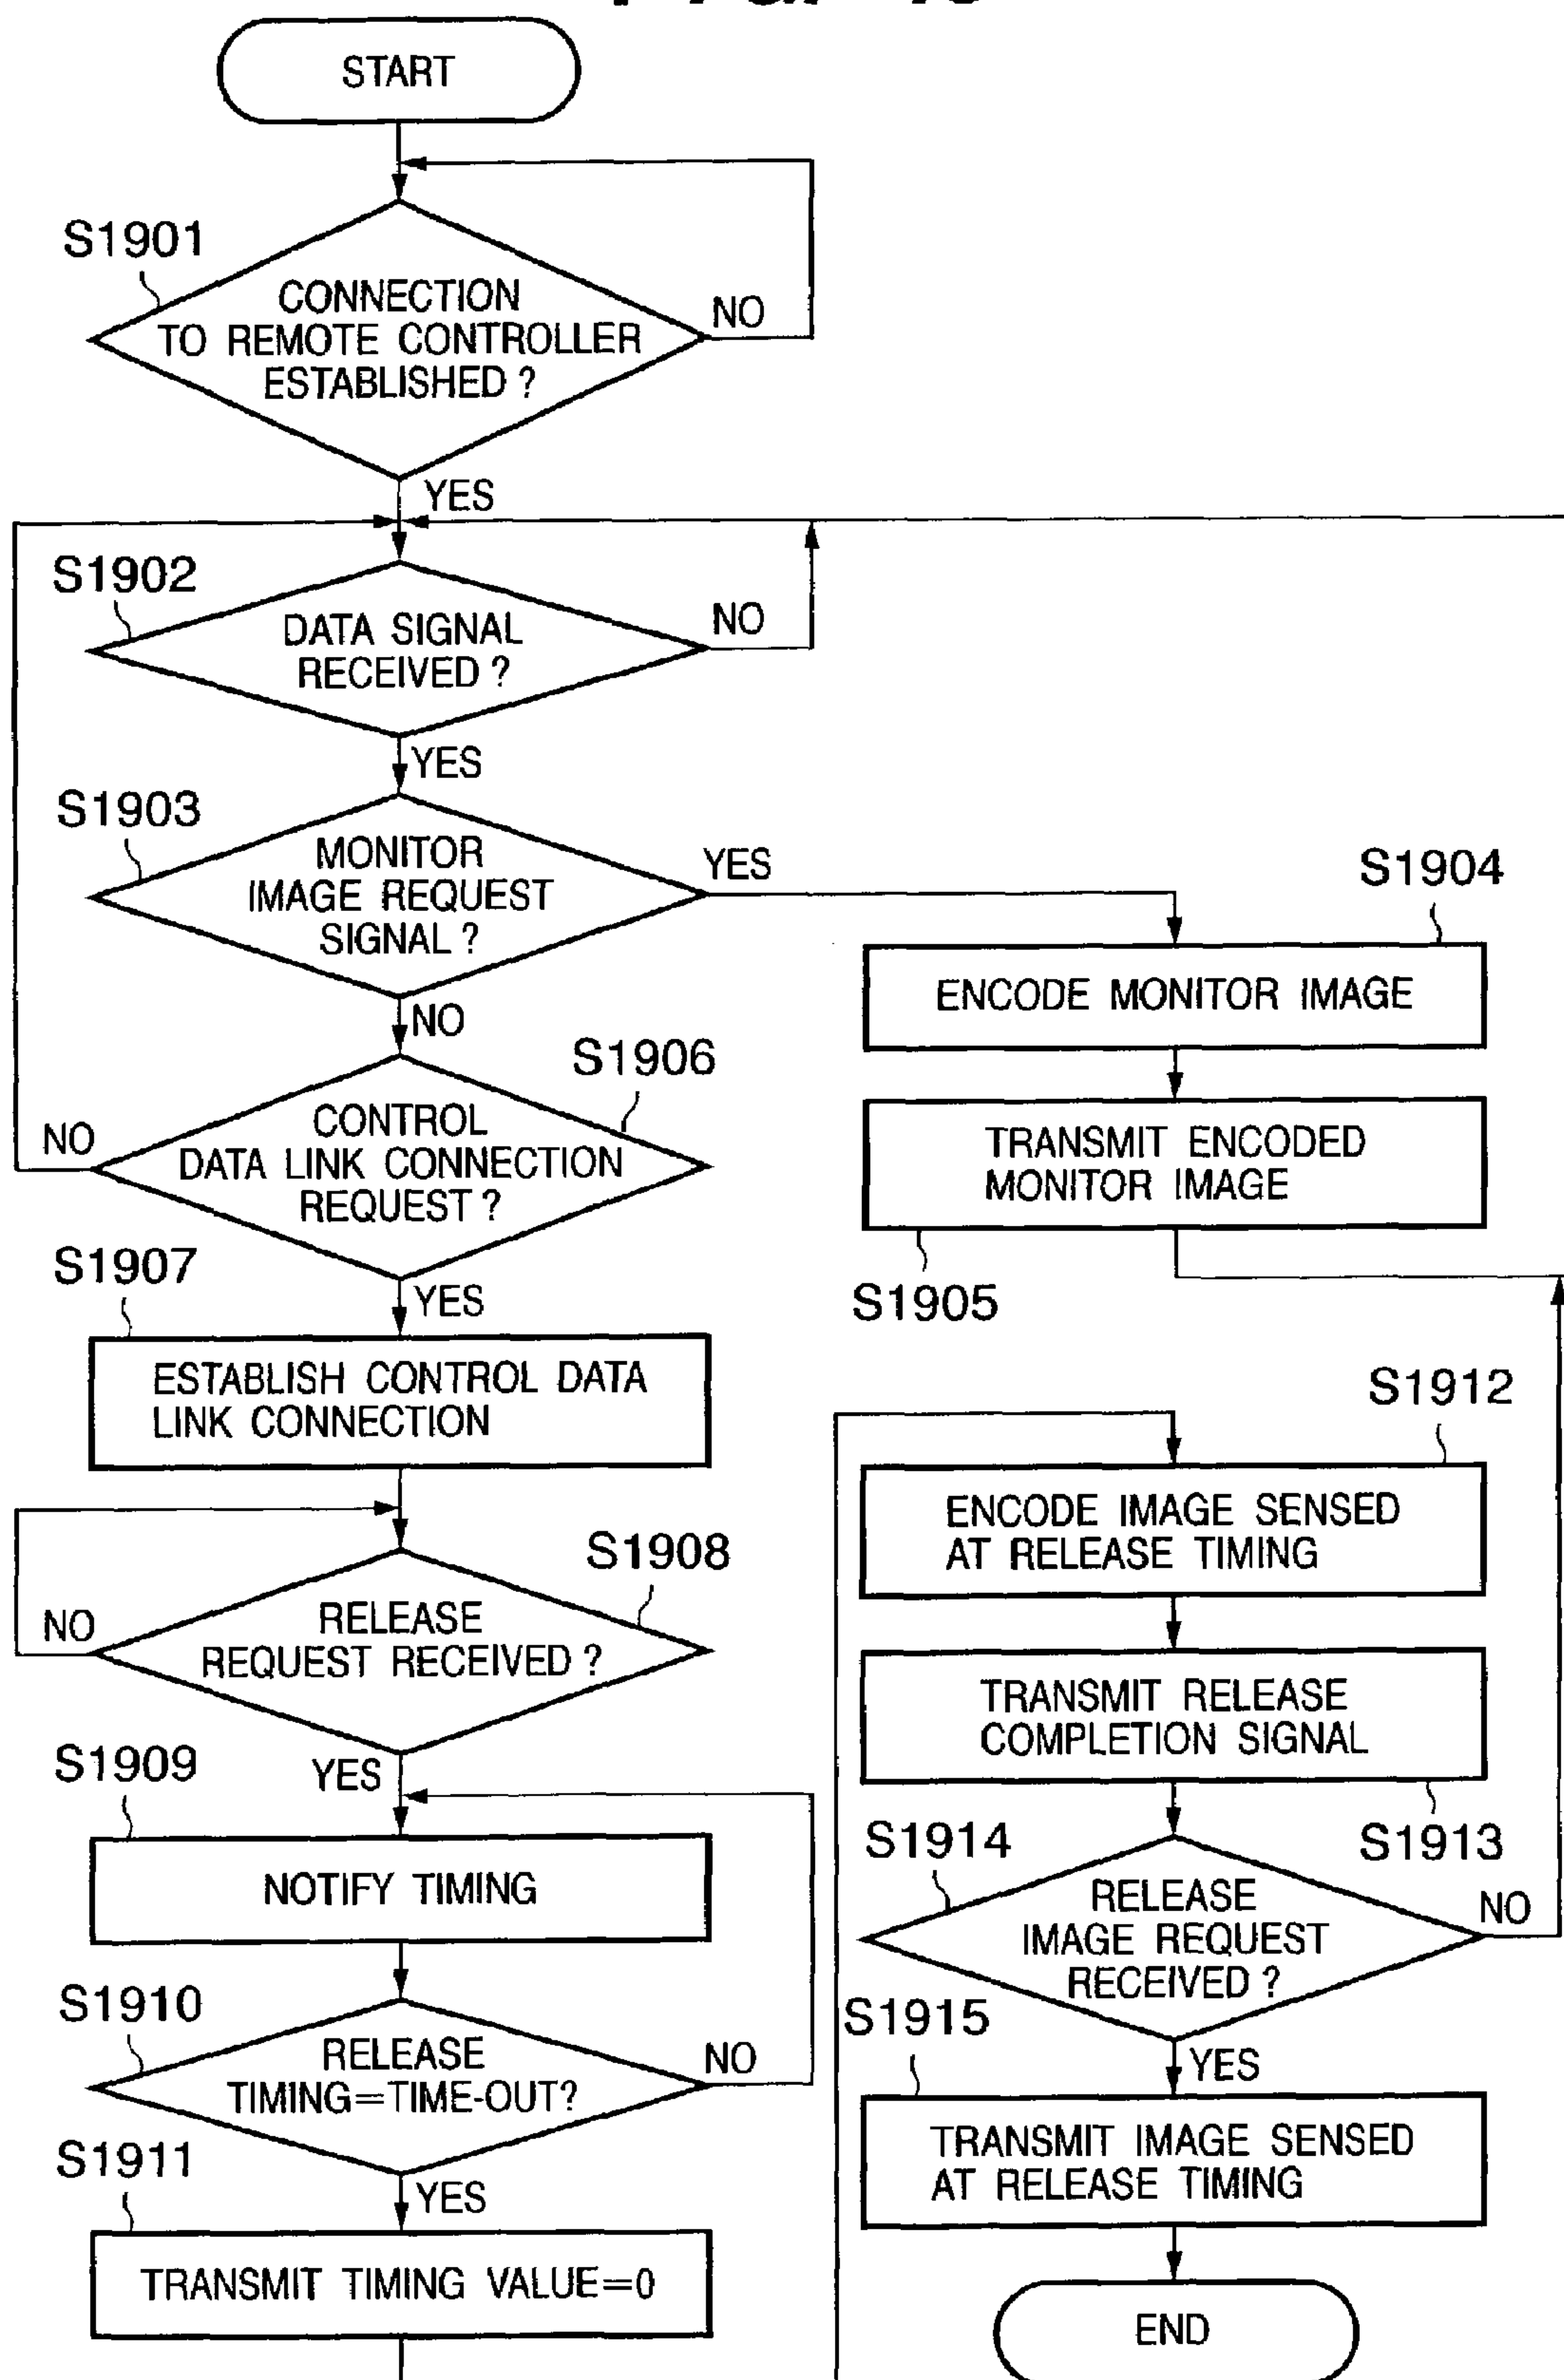 START
S1901
CONNECTION
TO REMOTE CONTROLLER
ESTABLISHED ?
NO
YES
S1902
DATA SIGNAL
RECEIVED ?
NO
YES
S1903
MONITOR
IMAGE REQUEST
SIGNAL ?
YES
NO
S1904
ENCODE MONITOR IMAGE
TRANSMIT ENCODED
MONITOR IMAGE
S1905
S1906
CONTROL
DATA LINK CONNECTION
REQUEST ?
NO
YES
S1907
ESTABLISH CONTROL DATA
LINK CONNECTION
S1908
RELEASE
REQUEST RECEIVED ?
NO
YES
S1909
NOTIFY TIMING
S1910
RELEASE
TIMING=TIME-OUT?
NO
YES
S1911
TRANSMIT TIMING VALUE=0
S1912
ENCODE IMAGE SENSED
AT RELEASE TIMING
TRANSMIT RELEASE
COMPLETION SIGNAL
S1913
S1914
RELEASE
IMAGE REQUEST
RECEIVED ?
NO
YES
S1915
TRANSMIT IMAGE SENSED
AT RELEASE TIMING
END